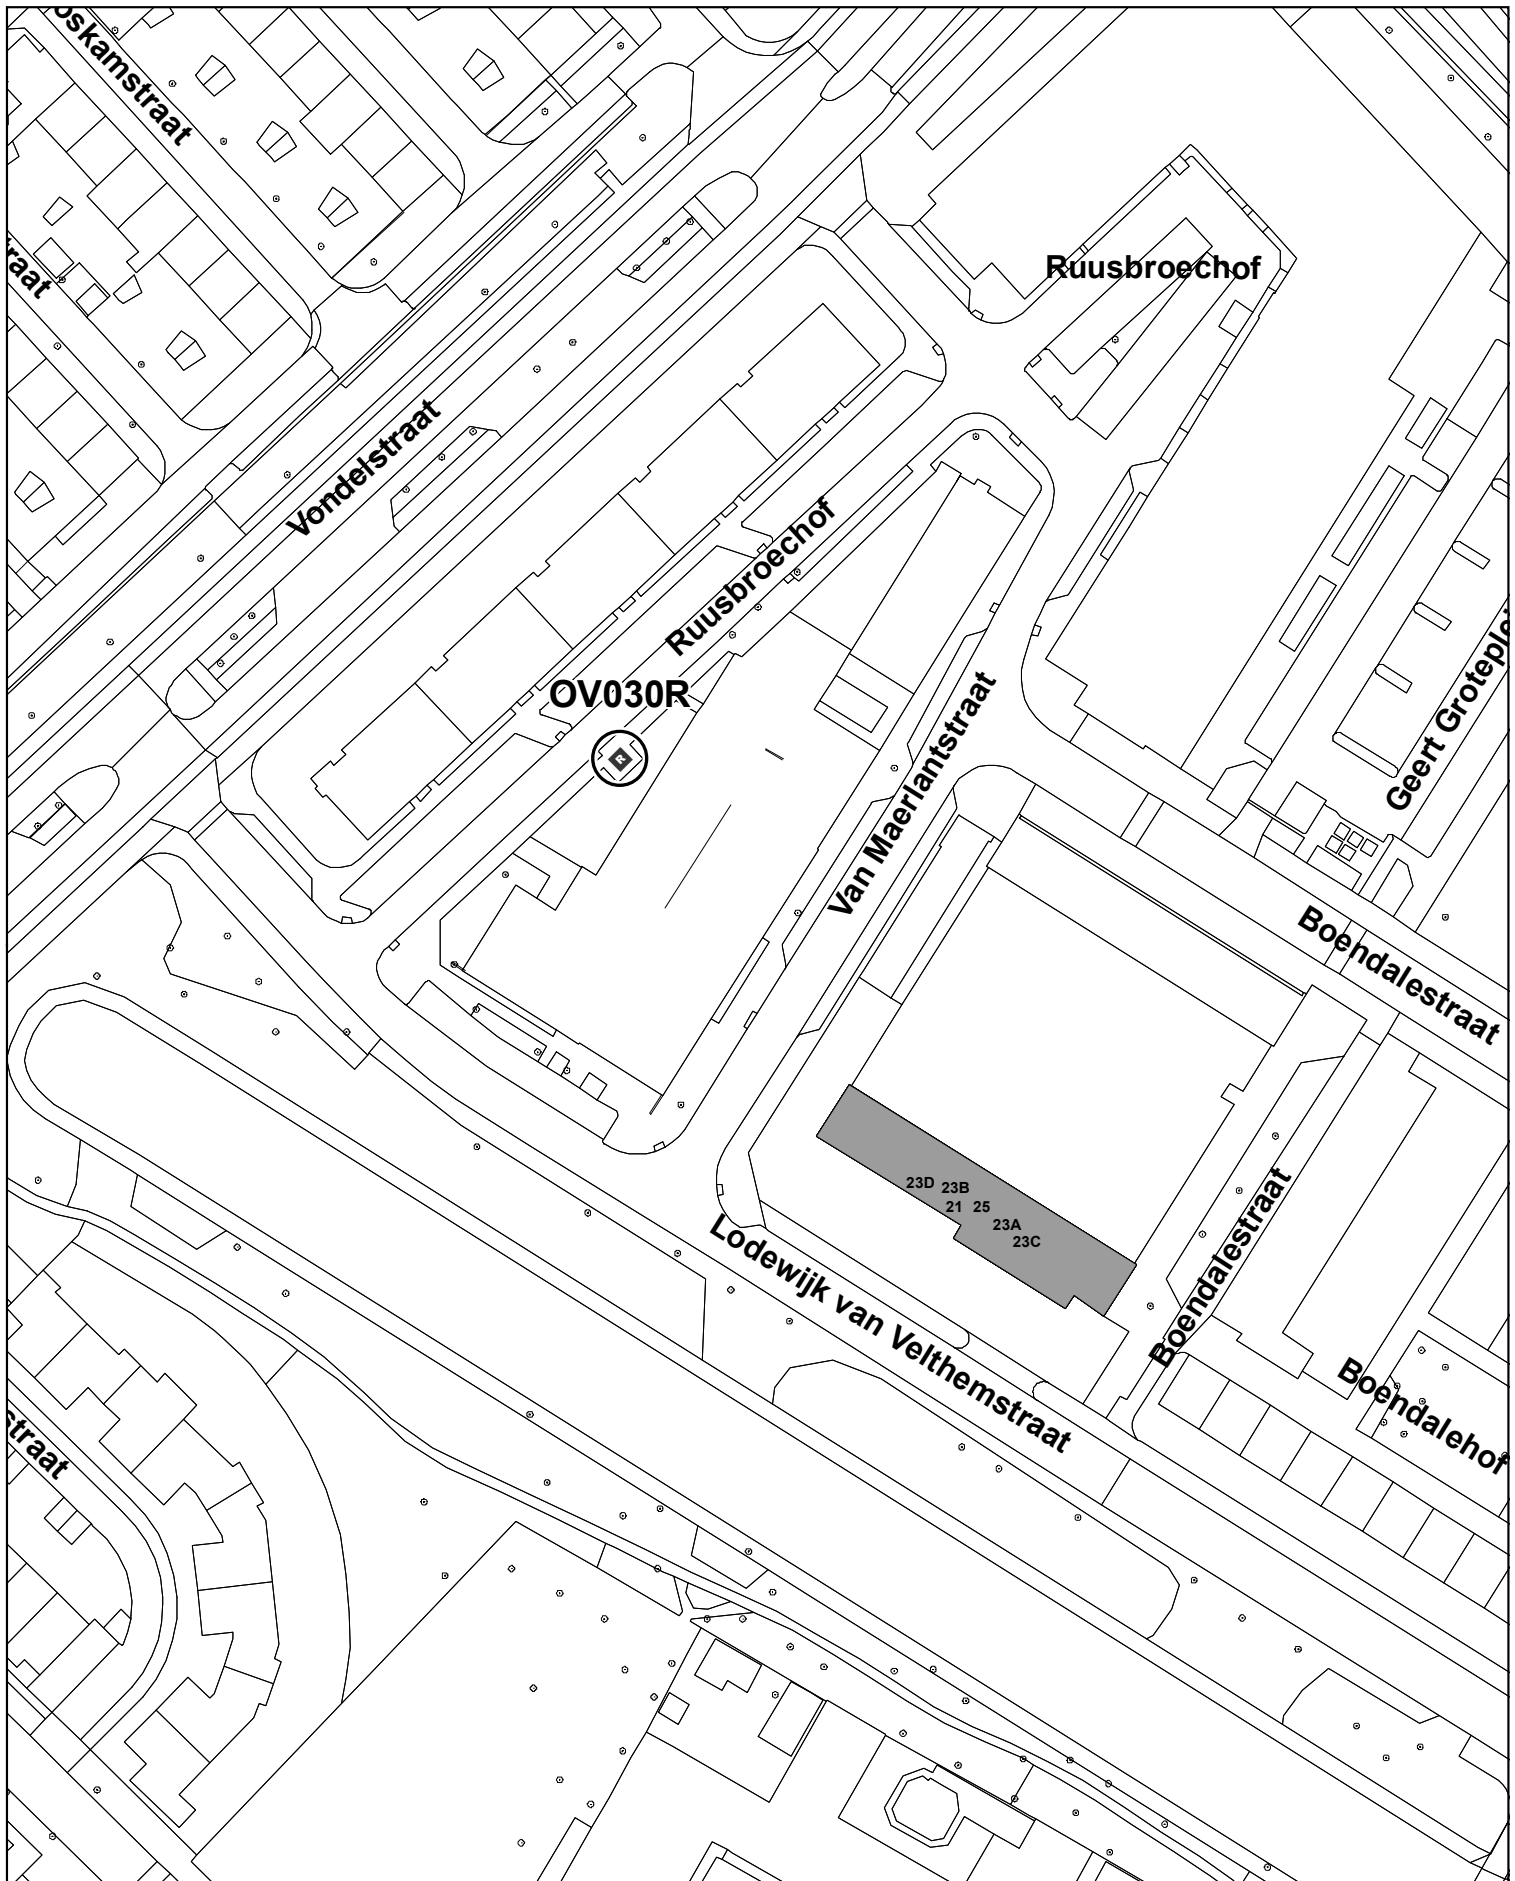 oskamstraat
raat
Ruusbroechof
Vondelstraat
Ruusbroechof
OV030R
R
Van Maerlantstraat
Geert Groteple
Boendalestraat
23D
23B
21
25
23A
23C
Boendalestraat
Lodewijk van Velthemstraat
Boendalehof
straat